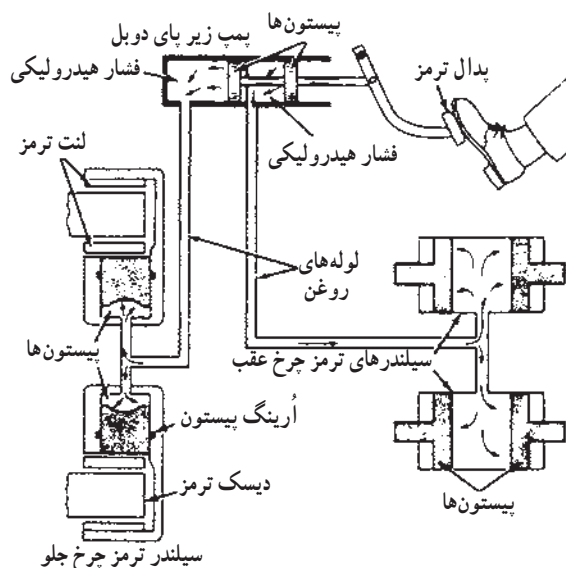 پیستون‌ها
پمپ زیر پای دوبل
فشار هیدرولیکی
پدال ترمز
فشار هیدرولیکی
لنت ترمز
لوله‌های
روغن
پیستون‌ها
سیلندرهای ترمز چرخ عقب
اُرینگ پیستون
دیسک ترمز
پیستون‌ها
سیلندر ترمز چرخ جلو